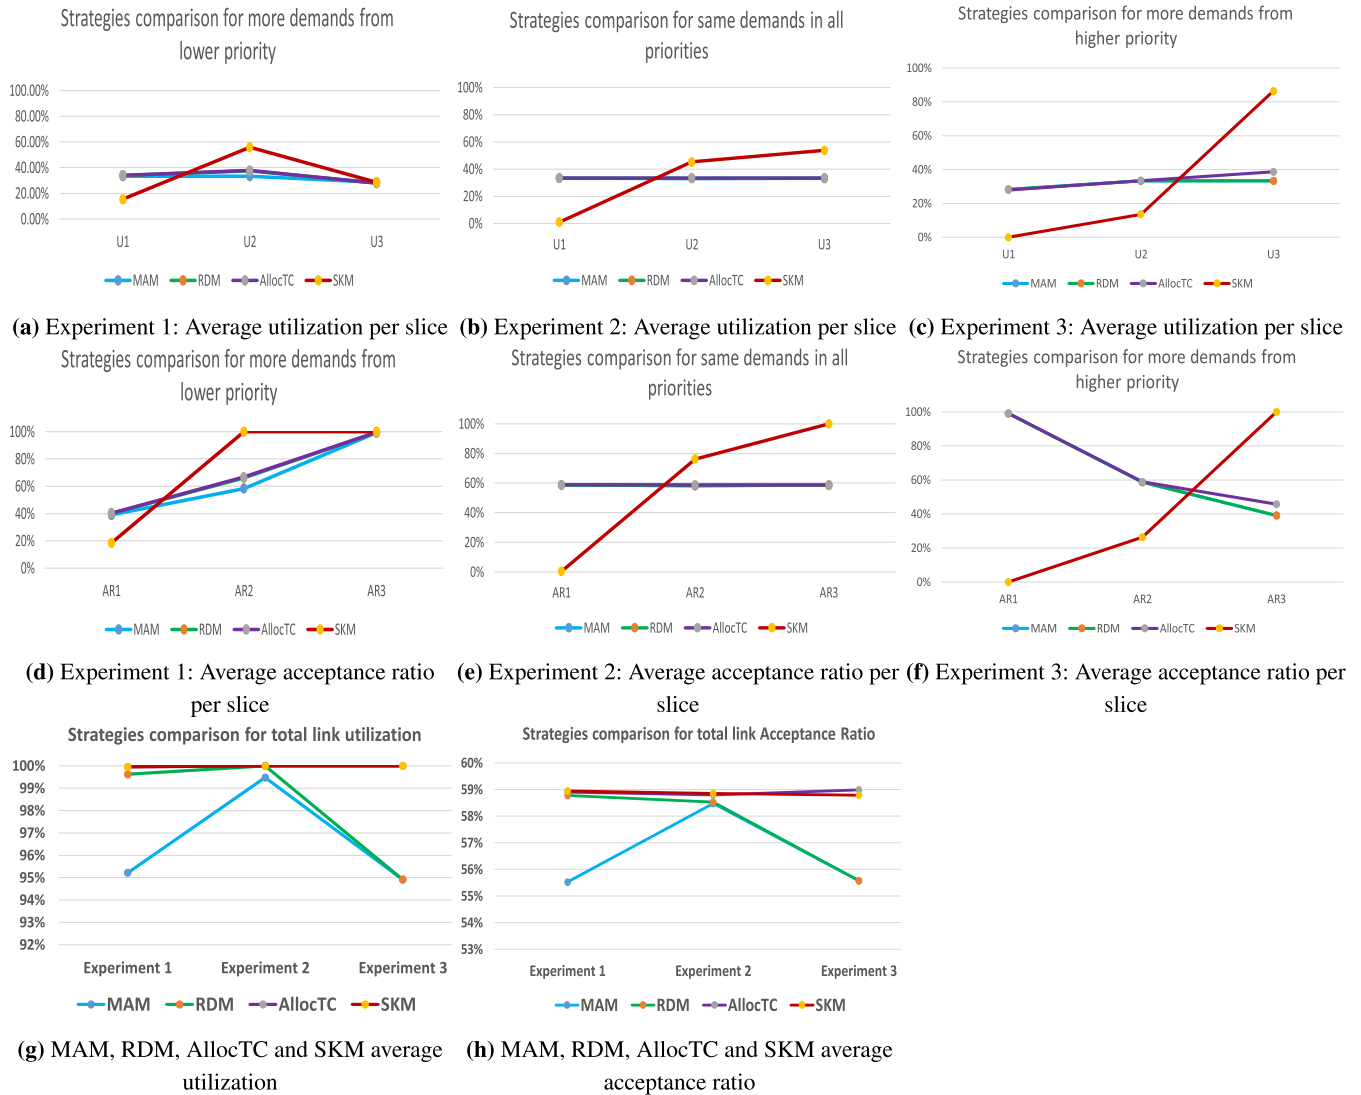 Strategies comparison for more demands from
lower priority
100.00%
80.00%
60.00%
40.00%
20.00%
0.00%
U1 U2 U3
MAM RDM AllocTC SKM
(a) Experiment 1: Average utilization per slice
Strategies comparison for same demands in all
priorities
100%
80%
60%
40%
20%
0%
U1 U2 U3
MAM RDM AllocTC SKM
(b) Experiment 2: Average utilization per slice
Strategies comparison for more demands from
higher priority
100%
80%
60%
40%
20%
0%
U1 U2 U3
MAM RDM AllocTC SKM
(c) Experiment 3: Average utilization per slice
Strategies comparison for more demands from
lower priority
100%
80%
60%
40%
20%
0%
AR1 AR2 AR3
MAM RDM AllocTC SKM
(d) Experiment 1: Average acceptance ratio
per slice
Strategies comparison for same demands in all
priorities
100%
80%
60%
40%
20%
0%
AR1 AR2 AR3
MAM RDM AllocTC SKM
(e) Experiment 2: Average acceptance ratio per
slice
Strategies comparison for more demands from
higher priority
100%
80%
60%
40%
20%
0%
AR1 AR2 AR3
MAM RDM AllocTC SKM
(f) Experiment 3: Average acceptance ratio per
slice
Strategies comparison for total link utilization
100%
99%
98%
97%
96%
95%
94%
93%
92%
Experiment 1 Experiment 2 Experiment 3
MAM RDM AllocTC SKM
(g) MAM, RDM, AllocTC and SKM average
utilization
Strategies comparison for total link Acceptance Ratio
60%
59%
58%
57%
56%
55%
54%
53%
Experiment 1 Experiment 2 Experiment 3
MAM RDM AllocTC SKM
(h) MAM, RDM, AllocTC and SKM average
acceptance ratio